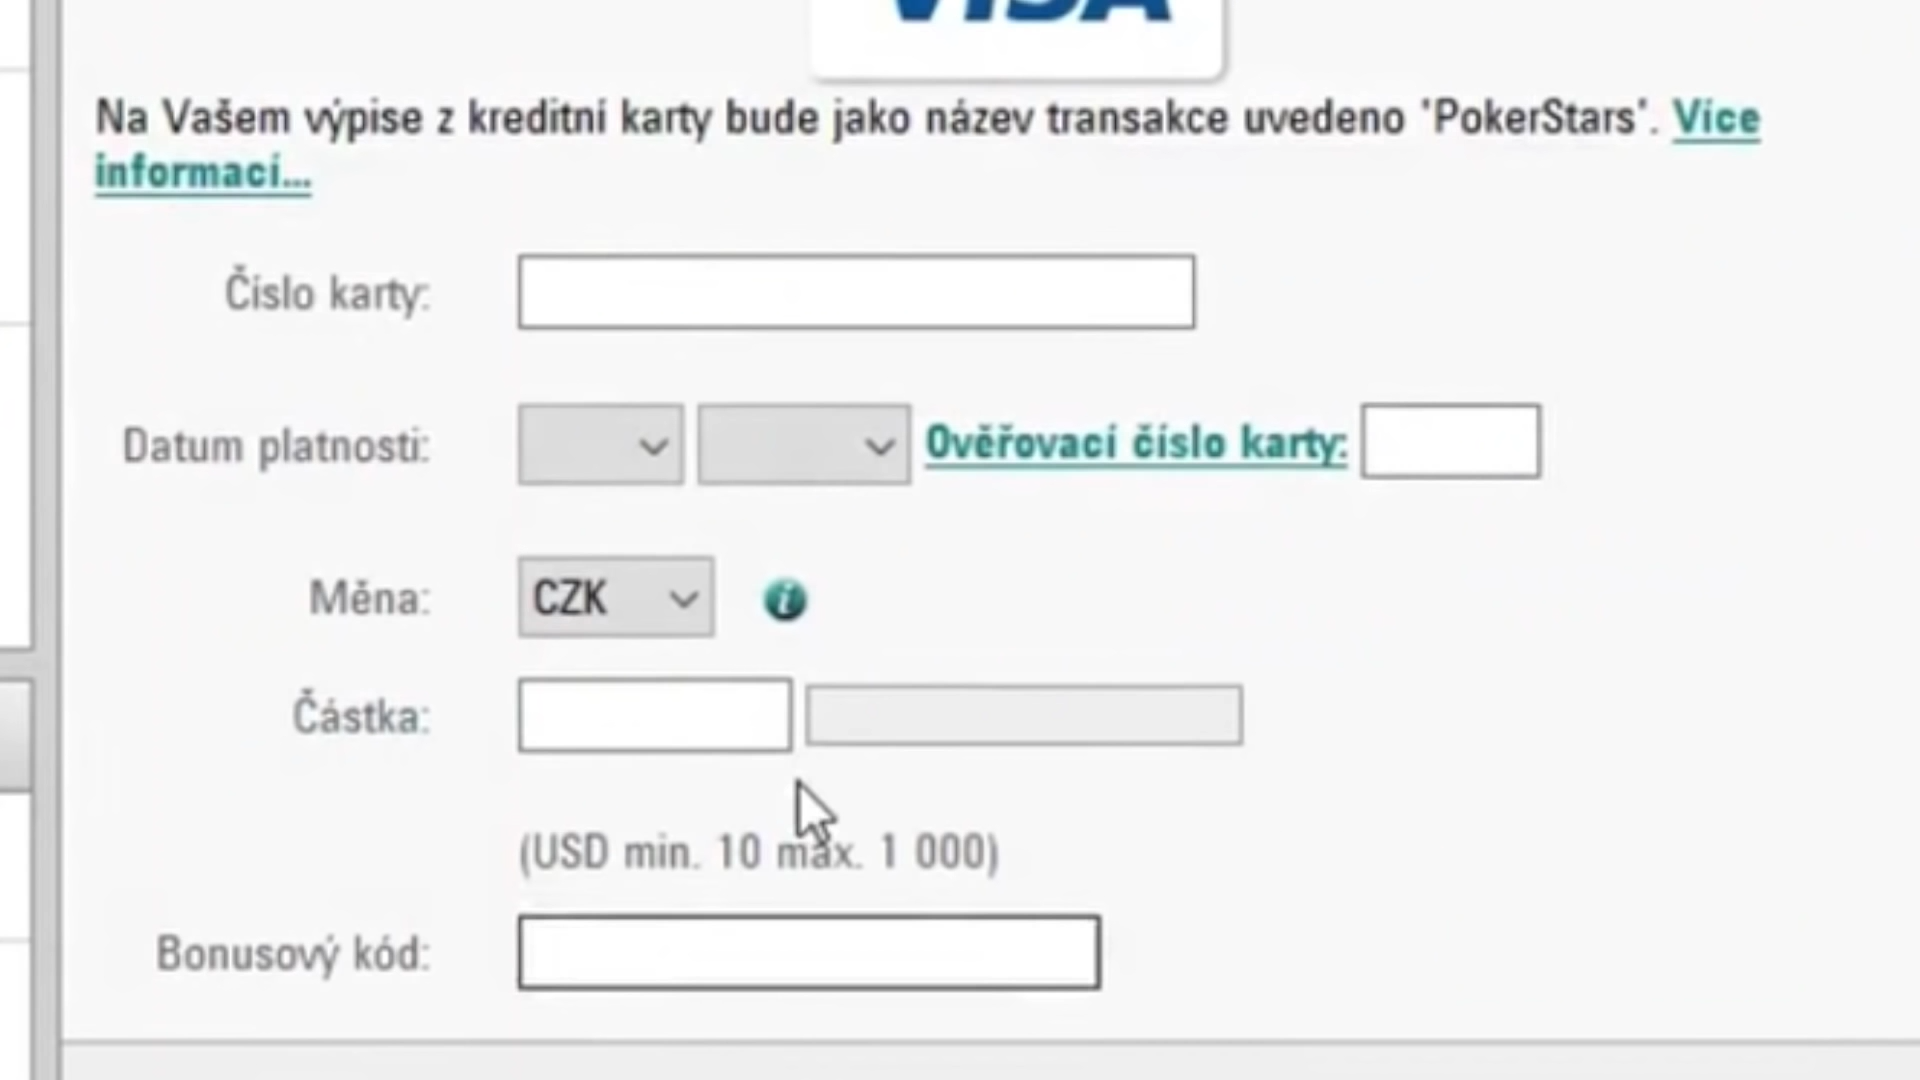 VISA
Na Vašem výpise z kreditní karty bude jako název transakce uvedeno 'PokerStars'. Více
informací...
Číslo karty:
Datum platnosti:
Ověřovací číslo karty:
Měna:
CZK
i
Částka:
(USD min. 10 max. 1 000)
Bonusový kód: